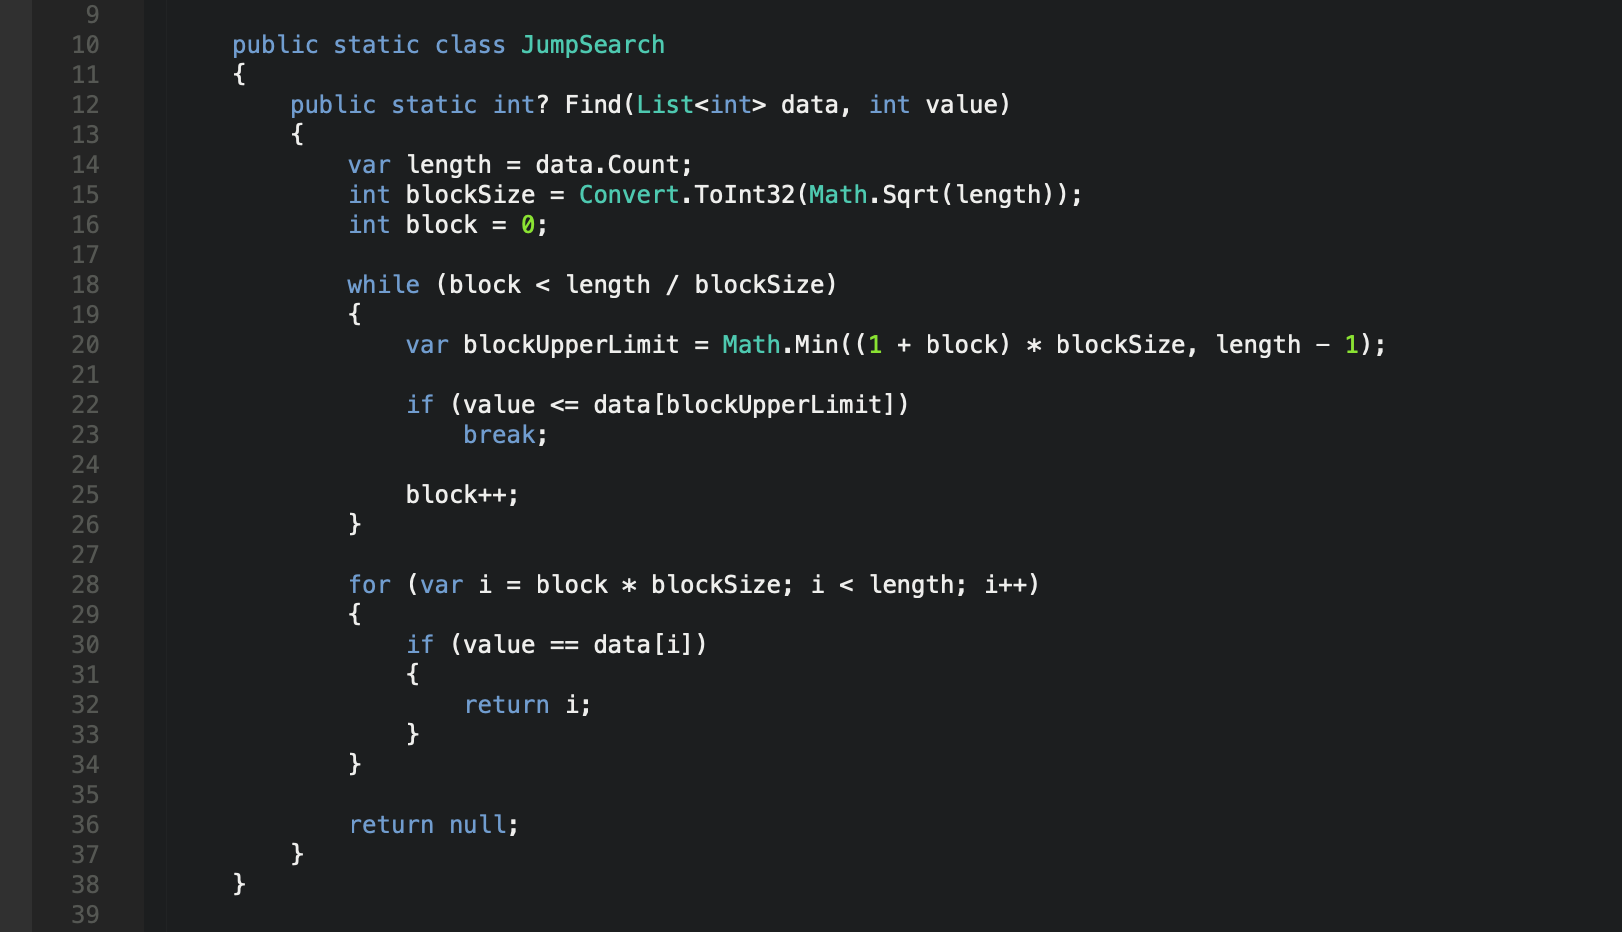 9
10 public static class JumpSearch
11 {
12 public static int? Find(List<int> data, int value)
13 {
14 var length = data.Count;
15 int blockSize = Convert.ToInt32(Math.Sqrt(length));
16 int block = 0;
17
18 while (block < length / blockSize)
19 {
20 var blockUpperLimit = Math.Min((1 + block) * blockSize, length - 1);
21
22 if (value <= data[blockUpperLimit])
23 break;
24
25 block++;
26 }
27
28 for (var i = block * blockSize; i < length; i++)
29 {
30 if (value == data[i])
31 {
32 return i;
33 }
34 }
35
36 return null;
37 }
38 }
39